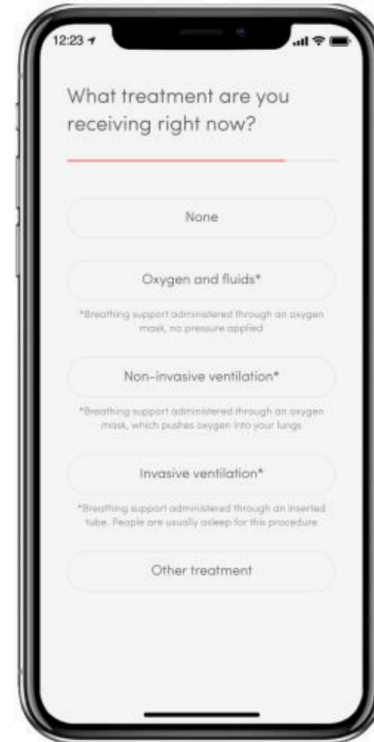 12:23
What treatment are you
receiving right now?
None
Oxygen and fluids*
*Breathing support administered through an oxygen
mask, no pressure applied
Non-invasive ventilation*
*Breathing support administered through an oxygen
mask, which pushes oxygen into your lungs
Invasive ventilation*
*Breathing support administered through an inserted
tube. People are usually asleep for this procedure
Other treatment